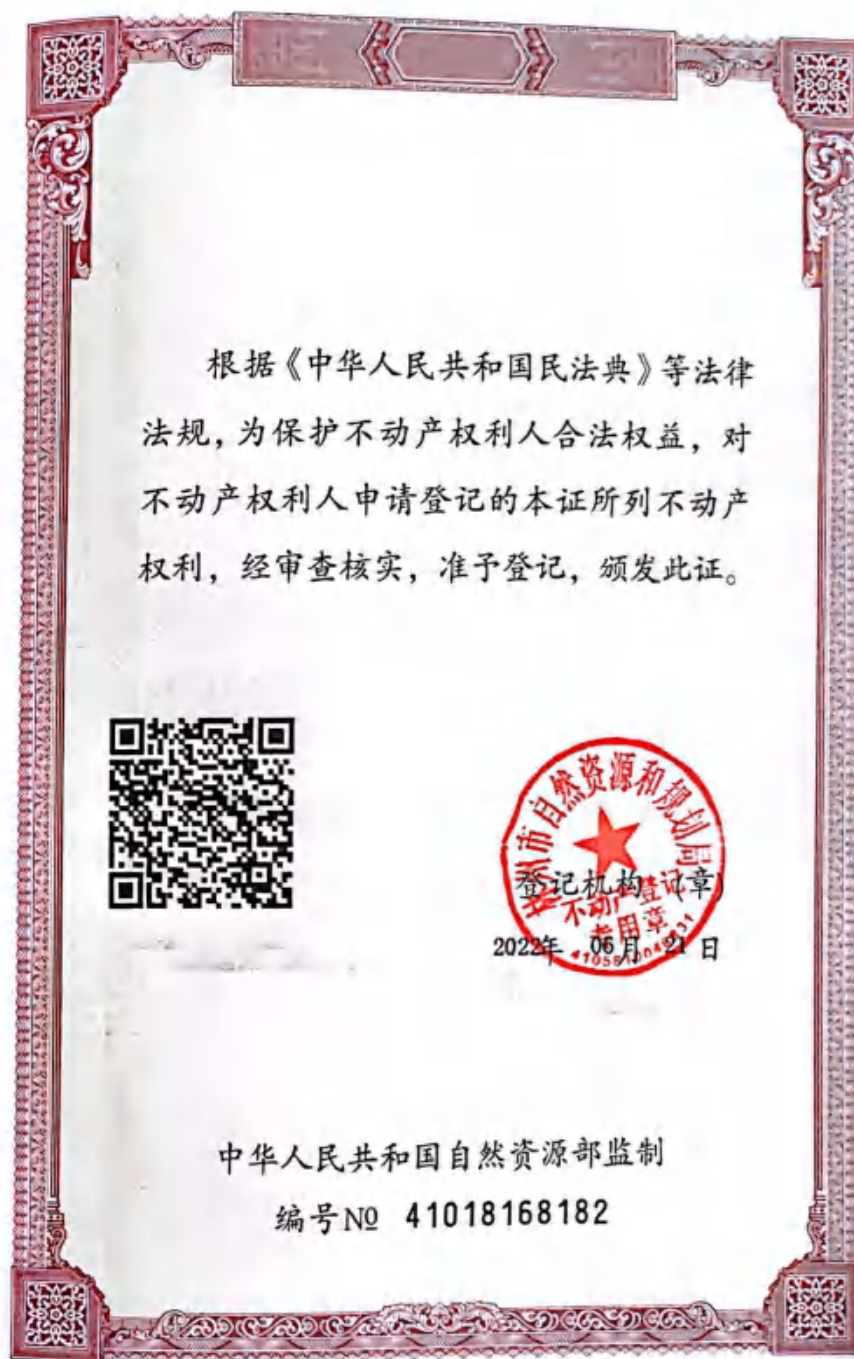 根据《中华人民共和国民法典》等法律
法规，为保护不动产权利人合法权益，对
不动产权利人申请登记的本证所列不动产
权利，经审查核实，准予登记，颁发此证。
市自然资源和规划局
登记机构（章）
不动产登记
专用章
2022年 06月 21日
中华人民共和国自然资源部监制
编号№ 41018168182